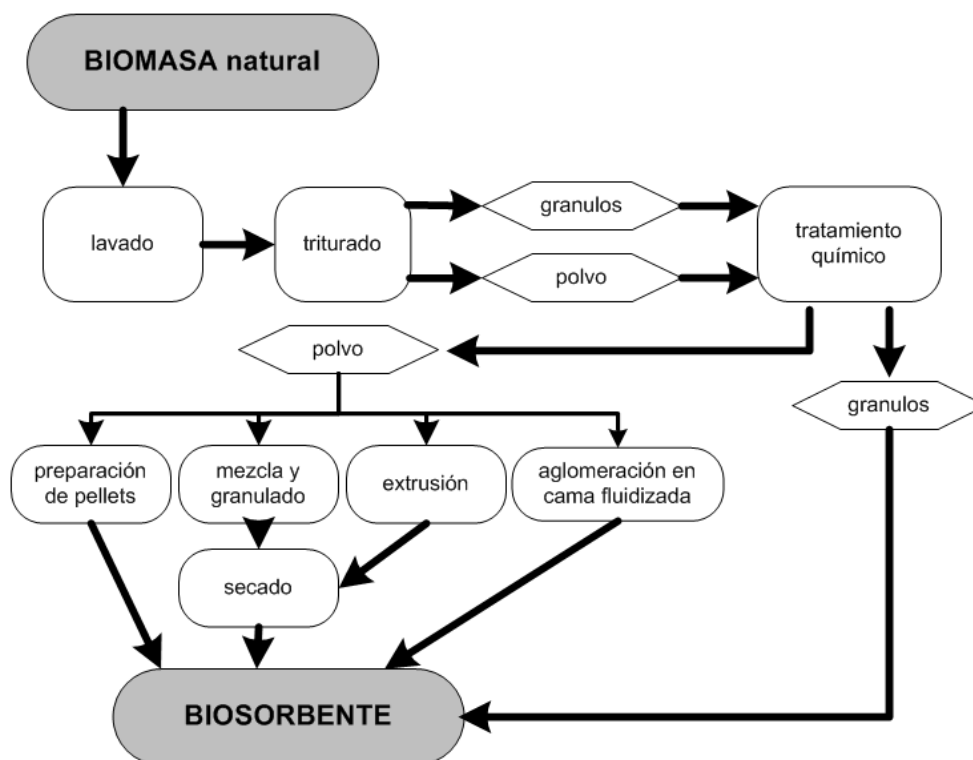 BIOMASA natural
lavado
triturado
granulos
polvo
tratamiento
químico
polvo
granulos
preparación
de pellets
mezcla y
granulado
extrusión
aglomeración en
cama fluidizada
secado
BIOSORBENTE